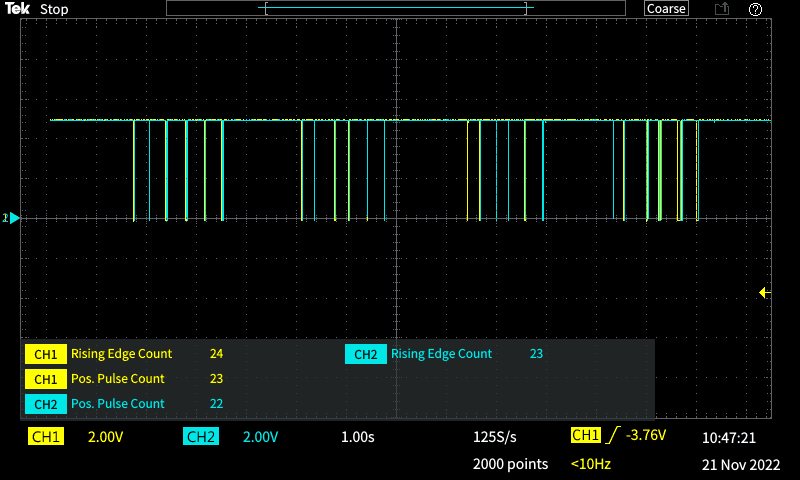 Tek Stop Coarse
2
CH1 Rising Edge Count 24 CH2 Rising Edge Count 23
CH1 Pos. Pulse Count 23
CH2 Pos. Pulse Count 22
CH1 2.00V CH2 2.00V 1.00s 125S/s CH1 -3.76V 10:47:21
2000 points <10Hz 21 Nov 2022